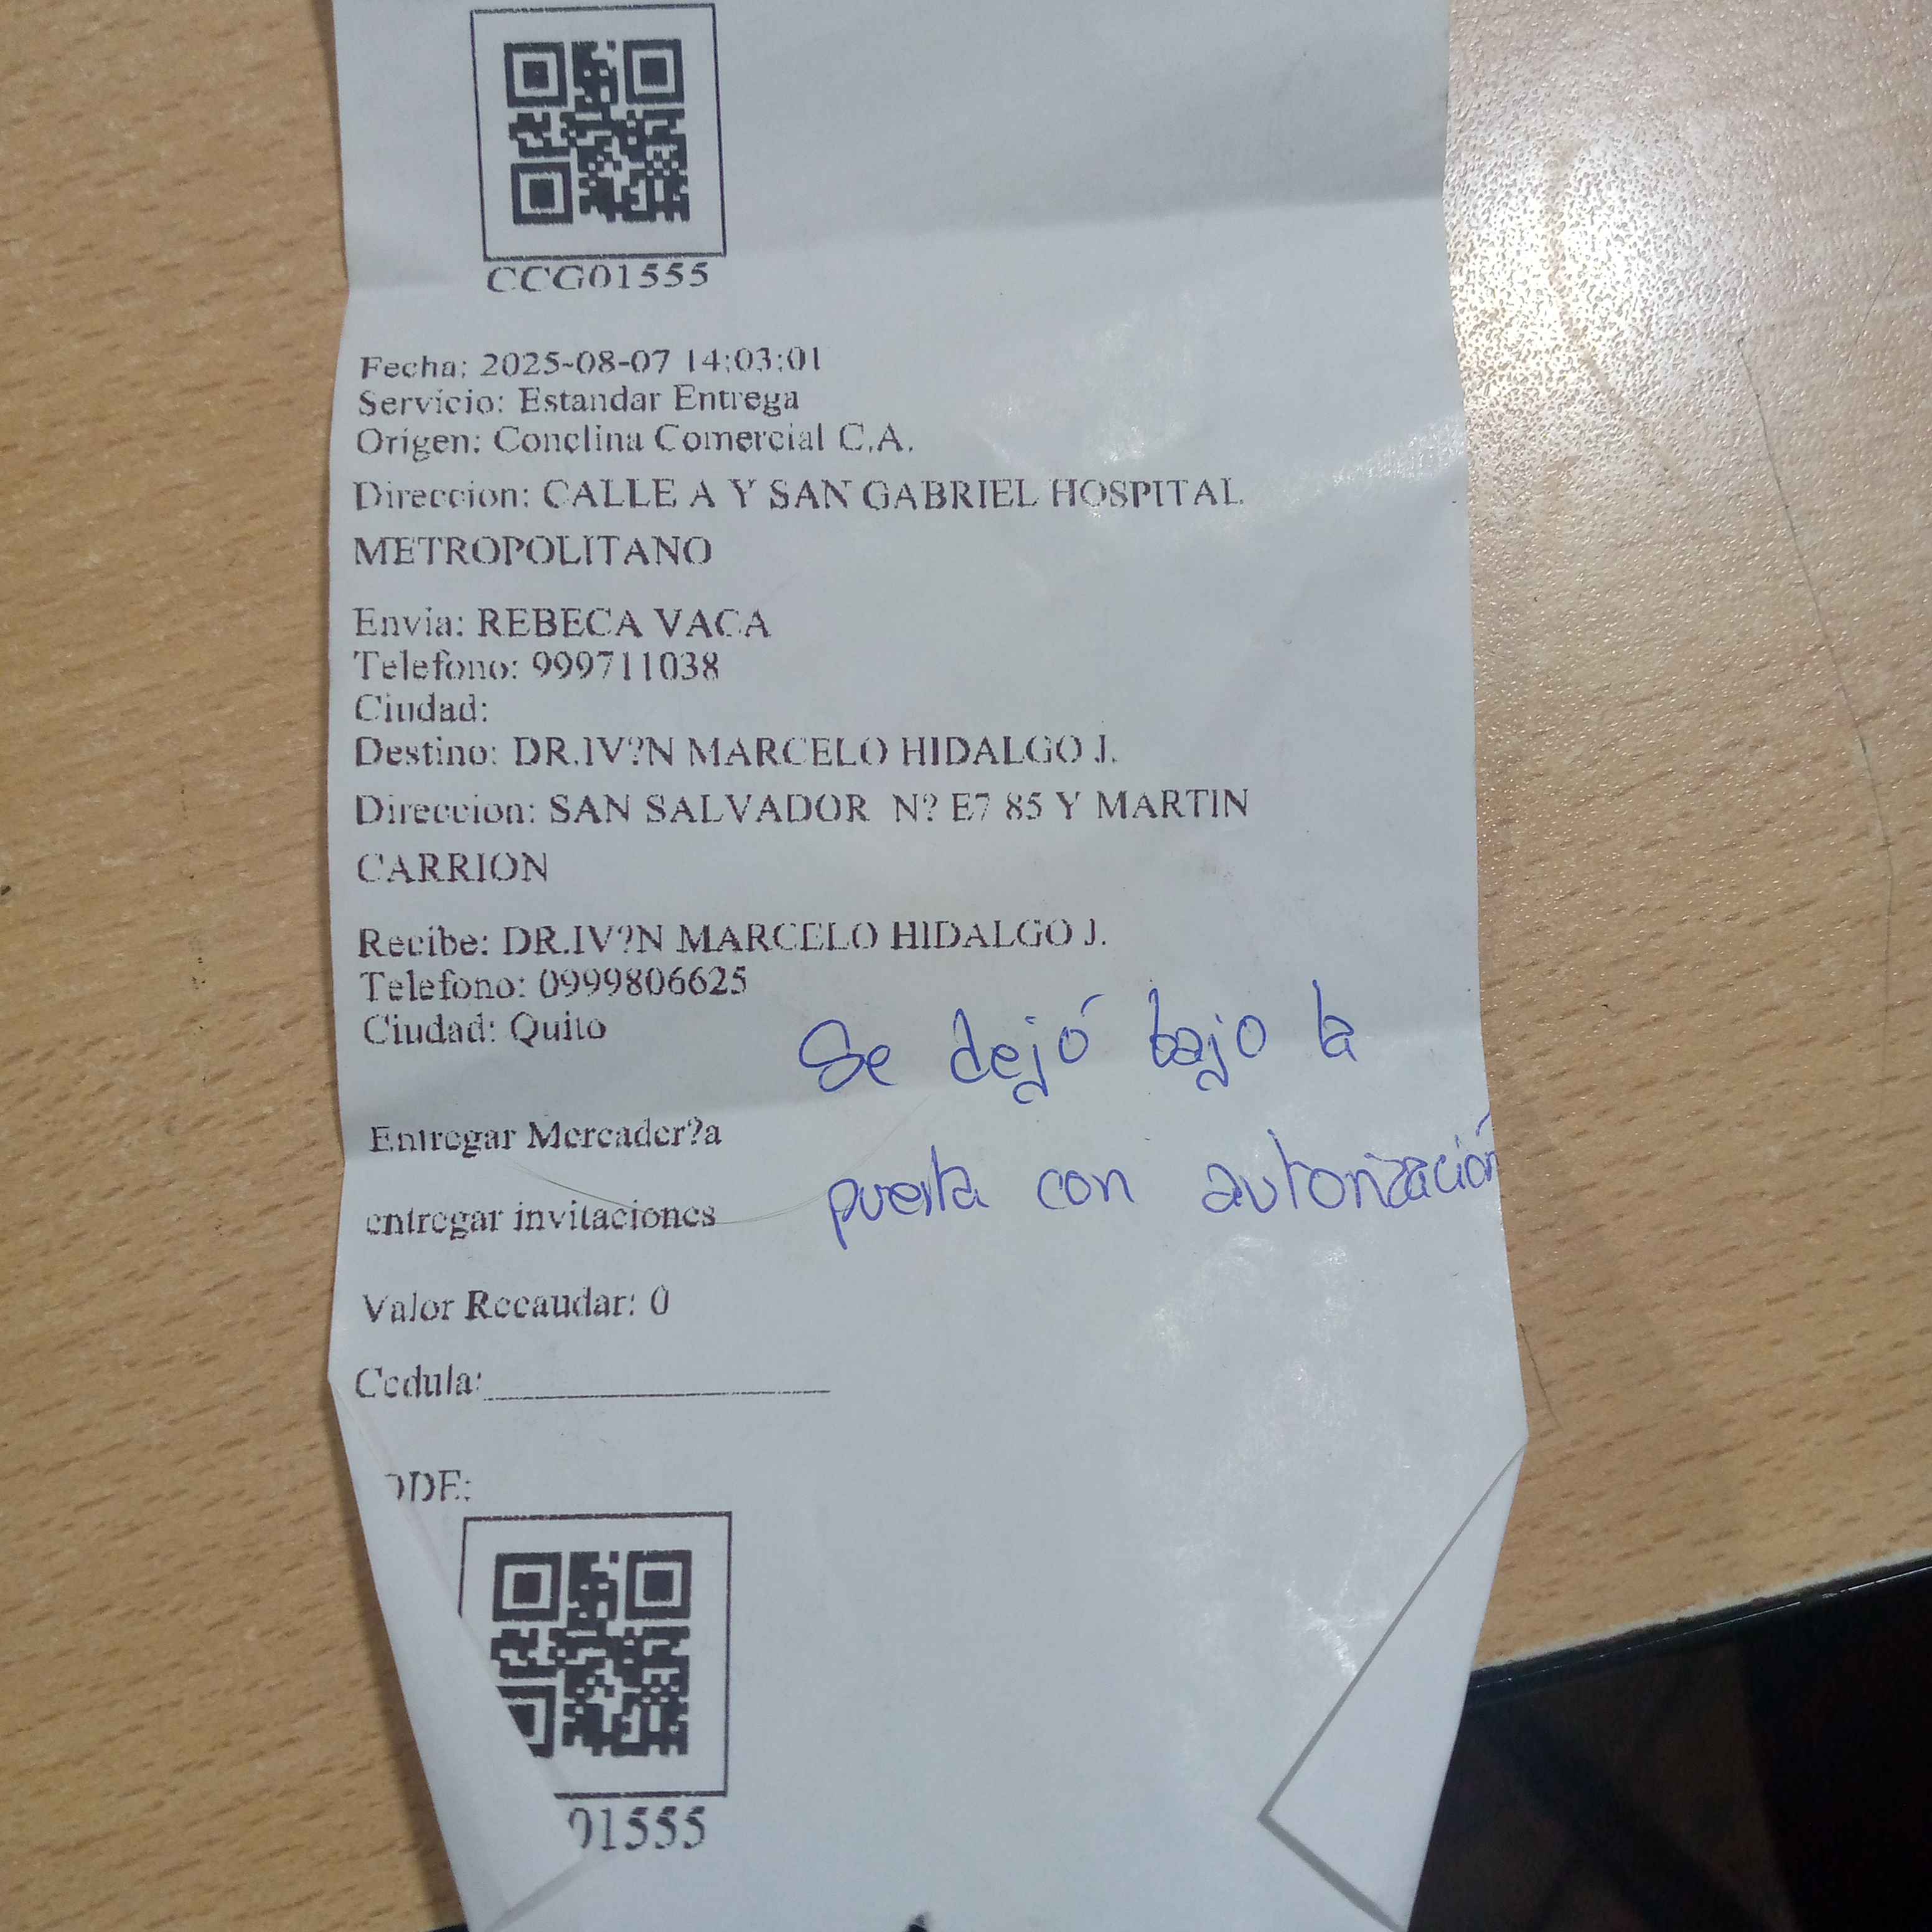 CCG01555
Fecha: 2025-08-07 14:03:01
Servicio: Estandar Entrega
Origen: Conclina Comercial C.A.
Direccion: CALLE A Y SAN GABRIEL HOSPITAL
METROPOLITANO
Envia: REBECA VACA
Telefono: 999711038
Ciudad:
Destino: DR.IV?N MARCELO HIDALGO J.
Direccion: SAN SALVADOR N? E7 85 Y MARTIN
CARRION
Recibe: DR.IV?N MARCELO HIDALGO J.
Telefono: 0999806625
Ciudad: Quito
Se dejó bajo la
puerta con autorización
Entregar Mercader?a
entregar invitaciones
Valor Recaudar: 0
Cedula:
ODE:
01555